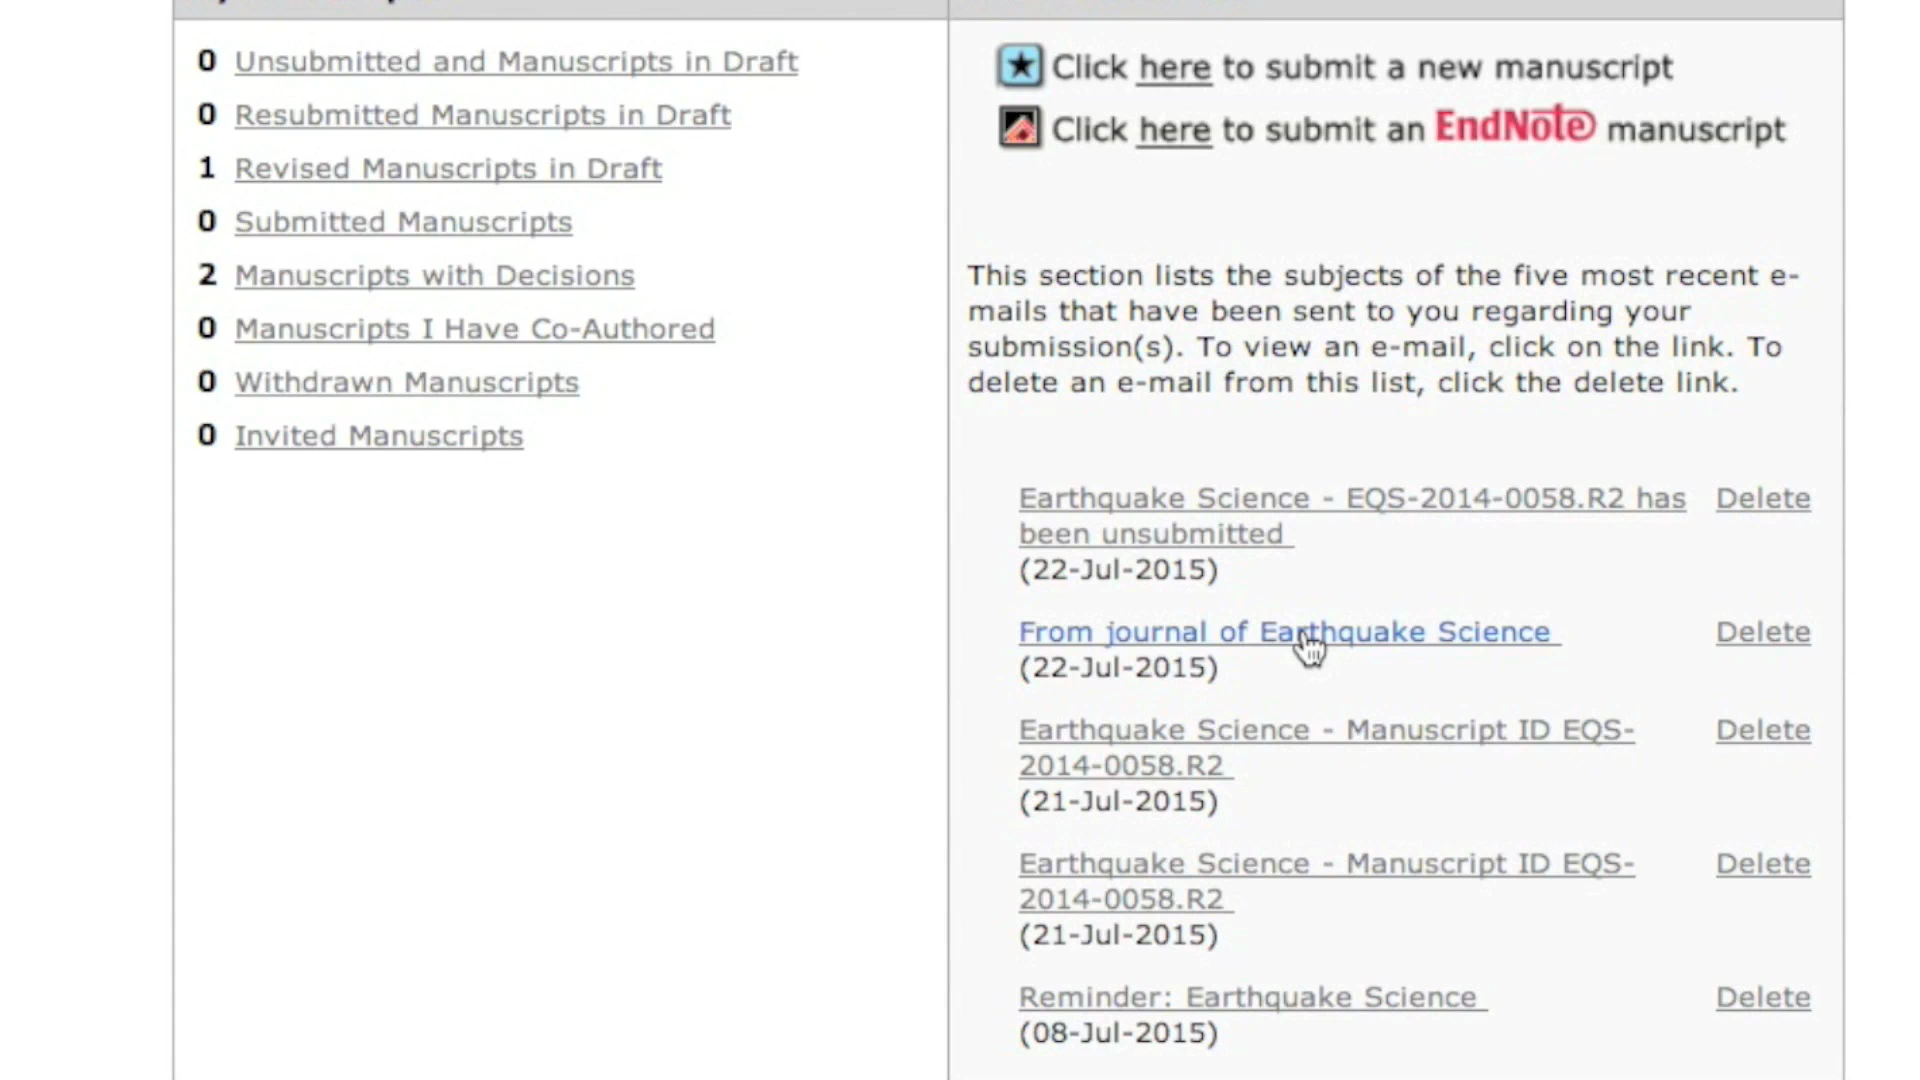 0 Unsubmitted and Manuscripts in Draft
0 Resubmitted Manuscripts in Draft
1 Revised Manuscripts in Draft
0 Submitted Manuscripts
2 Manuscripts with Decisions
0 Manuscripts I Have Co-Authored
0 Withdrawn Manuscripts
0 Invited Manuscripts
Click here to submit a new manuscript
Click here to submit an EndNote manuscript
This section lists the subjects of the five most recent e-
mails that have been sent to you regarding your
submission(s). To view an e-mail, click on the link. To
delete an e-mail from this list, click the delete link.
Earthquake Science - EQS-2014-0058.R2 has Delete
been unsubmitted
(22-Jul-2015)
From journal of Earthquake Science Delete
(22-Jul-2015)
Earthquake Science - Manuscript ID EQS- Delete
2014-0058.R2
(21-Jul-2015)
Earthquake Science - Manuscript ID EQS- Delete
2014-0058.R2
(21-Jul-2015)
Reminder: Earthquake Science Delete
(08-Jul-2015)